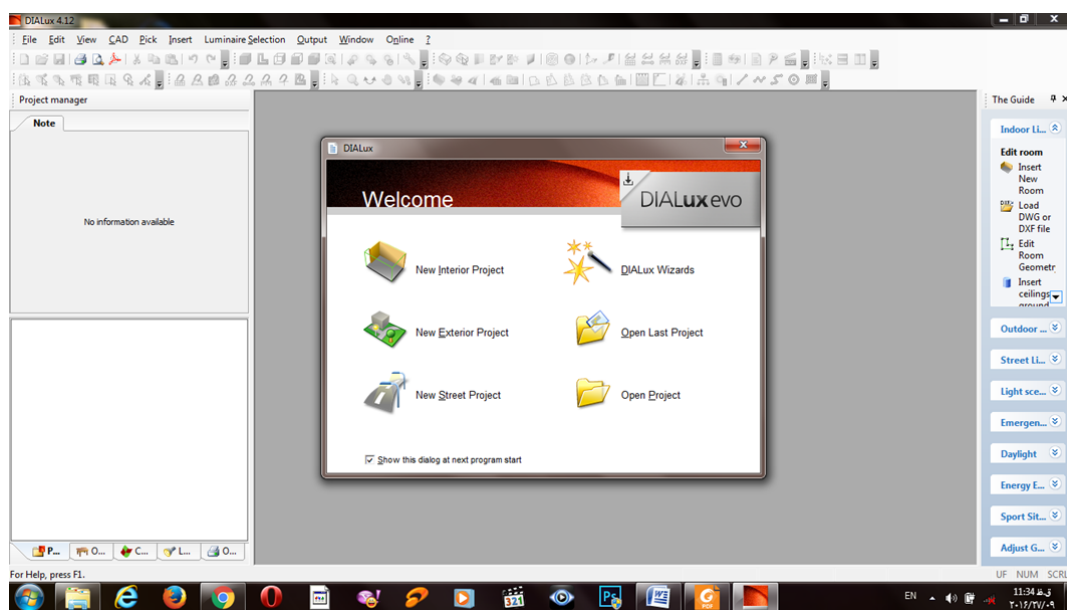 DIALux 4.12
File Edit View CAD Pick Insert Luminaire Selection Output Window Online ?
Project manager
Note
No information available
P... O... C... L... O...
For Help, press F1.
DIALux
Welcome
DIALux evo
New Interior Project
DIALux Wizards
New Exterior Project
Open Last Project
New Street Project
Open Project
Show this dialog at next program start
The Guide
Indoor Li...
Edit room
Insert
New
Room
Load
DWG or
DXF file
Edit
Room
Geometr
Insert
ceilings
ground
Outdoor ...
Street Li...
Light sce...
Emergen...
Daylight
Energy E...
Sport Sit...
Adjust G...
UF NUM SCRL
321
Ps
PDF
EN
11:34 ق.ظ